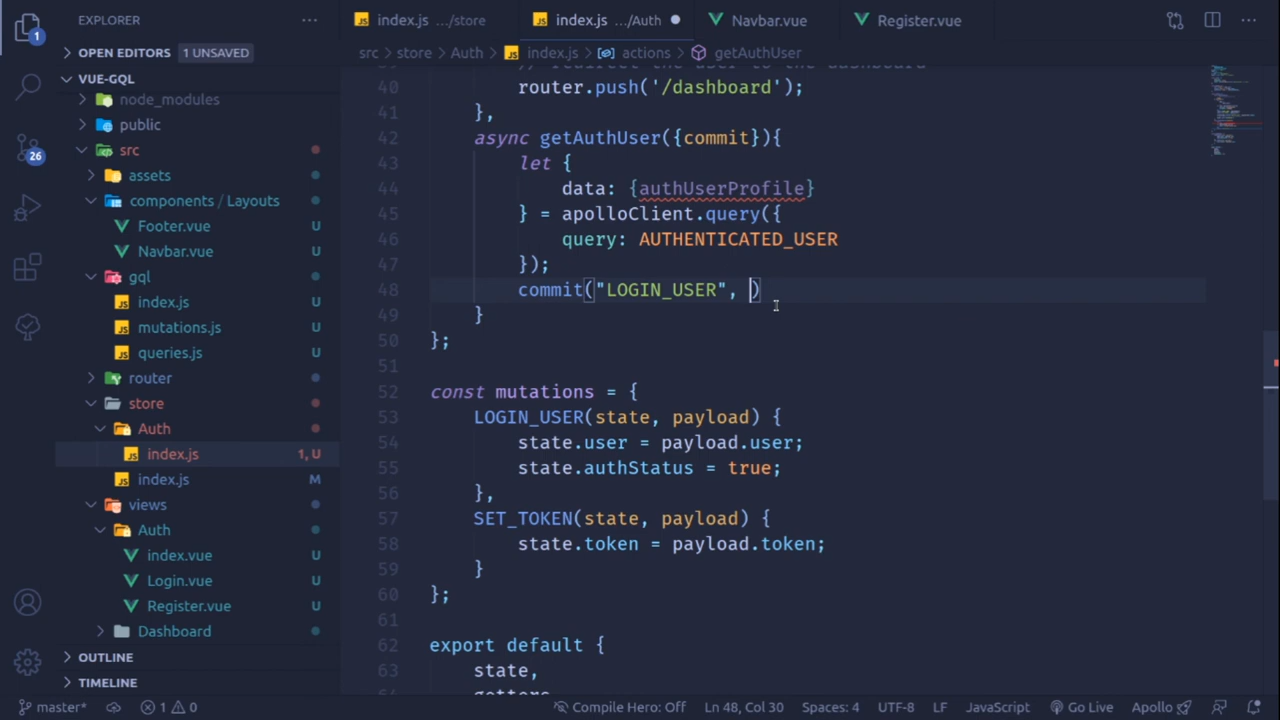 EXPLORER
OPEN EDITORS 1 UNSAVED
VUE-GQL
node_modules
public
src
assets
components / Layouts
Footer.vue U
Navbar.vue U
gql
index.js U
mutations.js U
queries.js U
router
store
Auth
index.js 1, U
index.js M
views
Auth
index.vue U
Login.vue U
Register.vue U
Dashboard
OUTLINE
TIMELINE
1
26
index.js .../store
index.js .../Auth
Navbar.vue
Register.vue
src > store > Auth > index.js > actions > getAuthUser
40 router.push('/dashboard');
41 },
42 async getAuthUser({commit}){
43 let {
44 data: {authUserProfile}
45 } = apolloClient.query({
46 query: AUTHENTICATED_USER
47 });
48 commit("LOGIN_USER", )
49 }
50 };
51
52 const mutations = {
53 LOGIN_USER(state, payload) {
54 state.user = payload.user;
55 state.authStatus = true;
56 },
57 SET_TOKEN(state, payload) {
58 state.token = payload.token;
59 }
60 };
61
62 export default {
63 state,
getters
master* 1 0 Compile Hero: Off Ln 48, Col 30 Spaces: 4 UTF-8 LF JavaScript Go Live Apollo